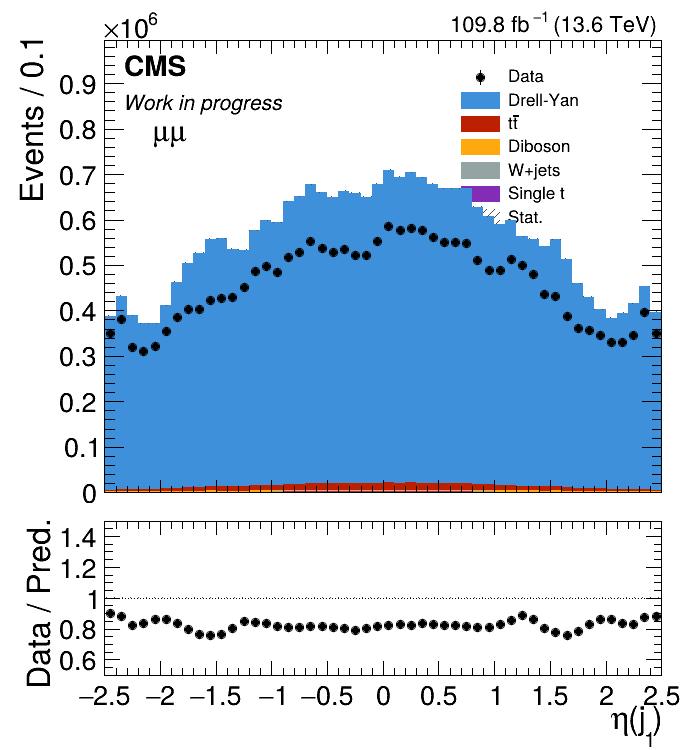 ×10⁶
109.8 fb⁻¹ (13.6 TeV)
Events / 0.1
CMS
Work in progress
μμ
Data
Drell-Yan
tt̅
Diboson
W+jets
Single t
Stat.
0.9
0.8
0.7
0.6
0.5
0.4
0.3
0.2
0.1
0
Data / Pred.
1.4
1.2
1
0.8
0.6
−2.5 −2 −1.5 −1 −0.5 0 0.5 1 1.5 2 2.5
η(j₁)